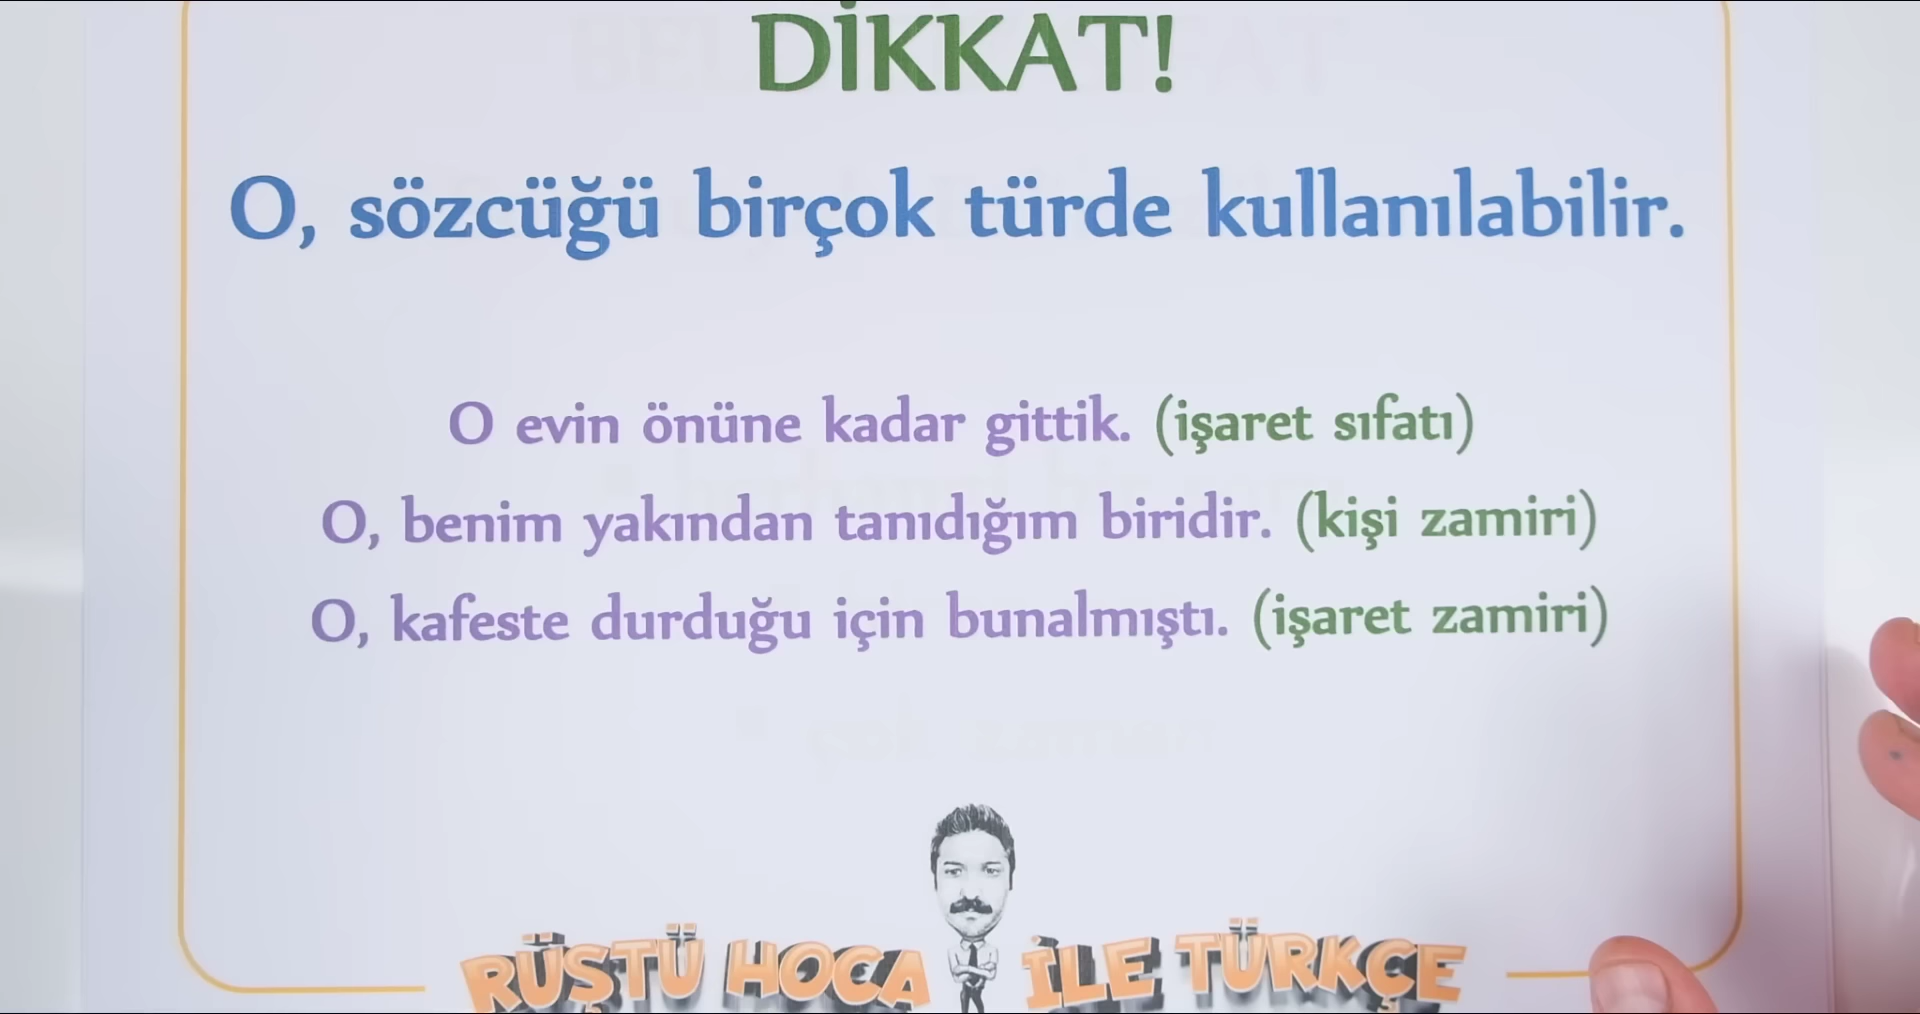 DİKKAT!
O, sözcüğü birçok türde kullanılabilir.
O evin önüne kadar gittik. (işaret sıfatı)
O, benim yakından tanıdığım biridir. (kişi zamiri)
O, kafeste durduğu için bunalmıştı. (işaret zamiri)
RÜŞTÜ HOCA İLE TÜRKÇE